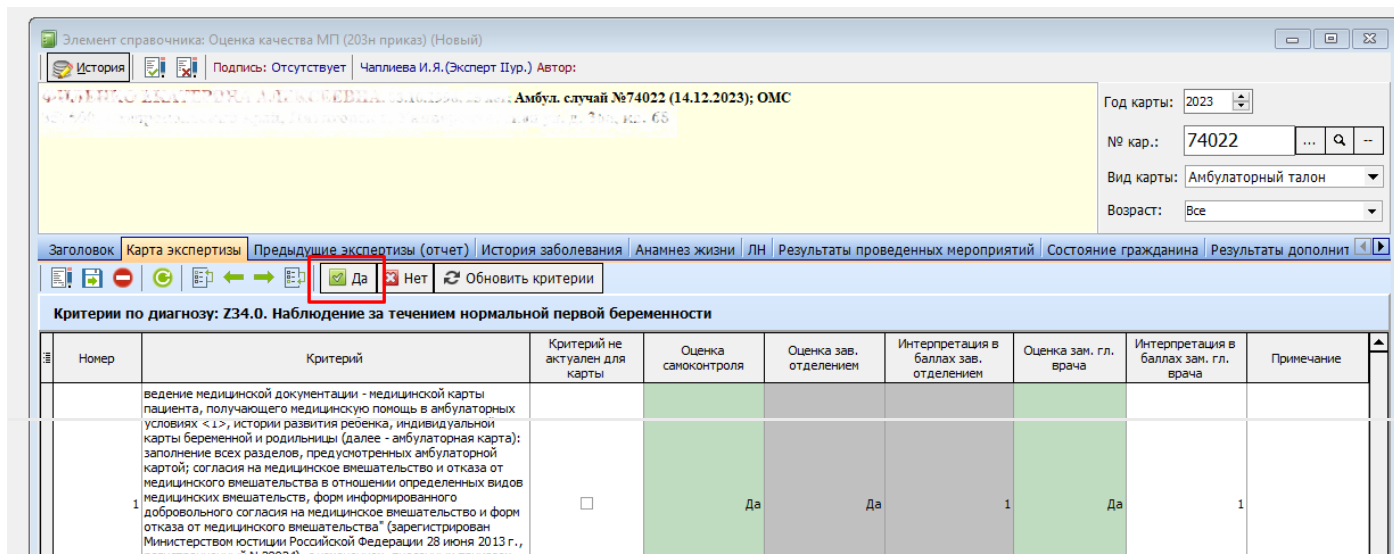 Элемент справочника: Оценка качества МП (203н приказ) (Новый)
История Подпись: Отсутствует Чаплиева И.Я.(Эксперт IIур.) Автор:
Амбул. случай №74022 (14.12.2023); ОМС
Год карты: 2023
№ кар.: 74022 ... --
Вид карты: Амбулаторный талон
Возраст: Все
Заголовок Карта экспертизы Предыдущие экспертизы (отчет) История заболевания Анамнез жизни ЛН Результаты проведенных мероприятий Состояние гражданина Результаты дополнит
Да Нет Обновить критерии
Критерии по диагнозу: Z34.0. Наблюдение за течением нормальной первой беременности
Номер Критерий Критерий не актуален для карты Оценка самоконтроля Оценка зав. отделением Интерпретация в баллах зав. отделением Оценка зам. гл. врача Интерпретация в баллах зам. гл. врача Примечание
ведение медицинской документации - медицинской карты
пациента, получающего медицинскую помощь в амбулаторных
условиях <1>, истории развития ребенка, индивидуальной
карты беременной и родильницы (далее - амбулаторная карта):
заполнение всех разделов, предусмотренных амбулаторной
картой; согласия на медицинское вмешательство и отказа от
медицинского вмешательства в отношении определенных видов
1 медицинских вмешательств, форм информированного Да Да 1 Да 1
добровольного согласия на медицинское вмешательство и форм
отказа от медицинского вмешательства" (зарегистрирован
Министерством юстиции Российской Федерации 28 июня 2013 г.,